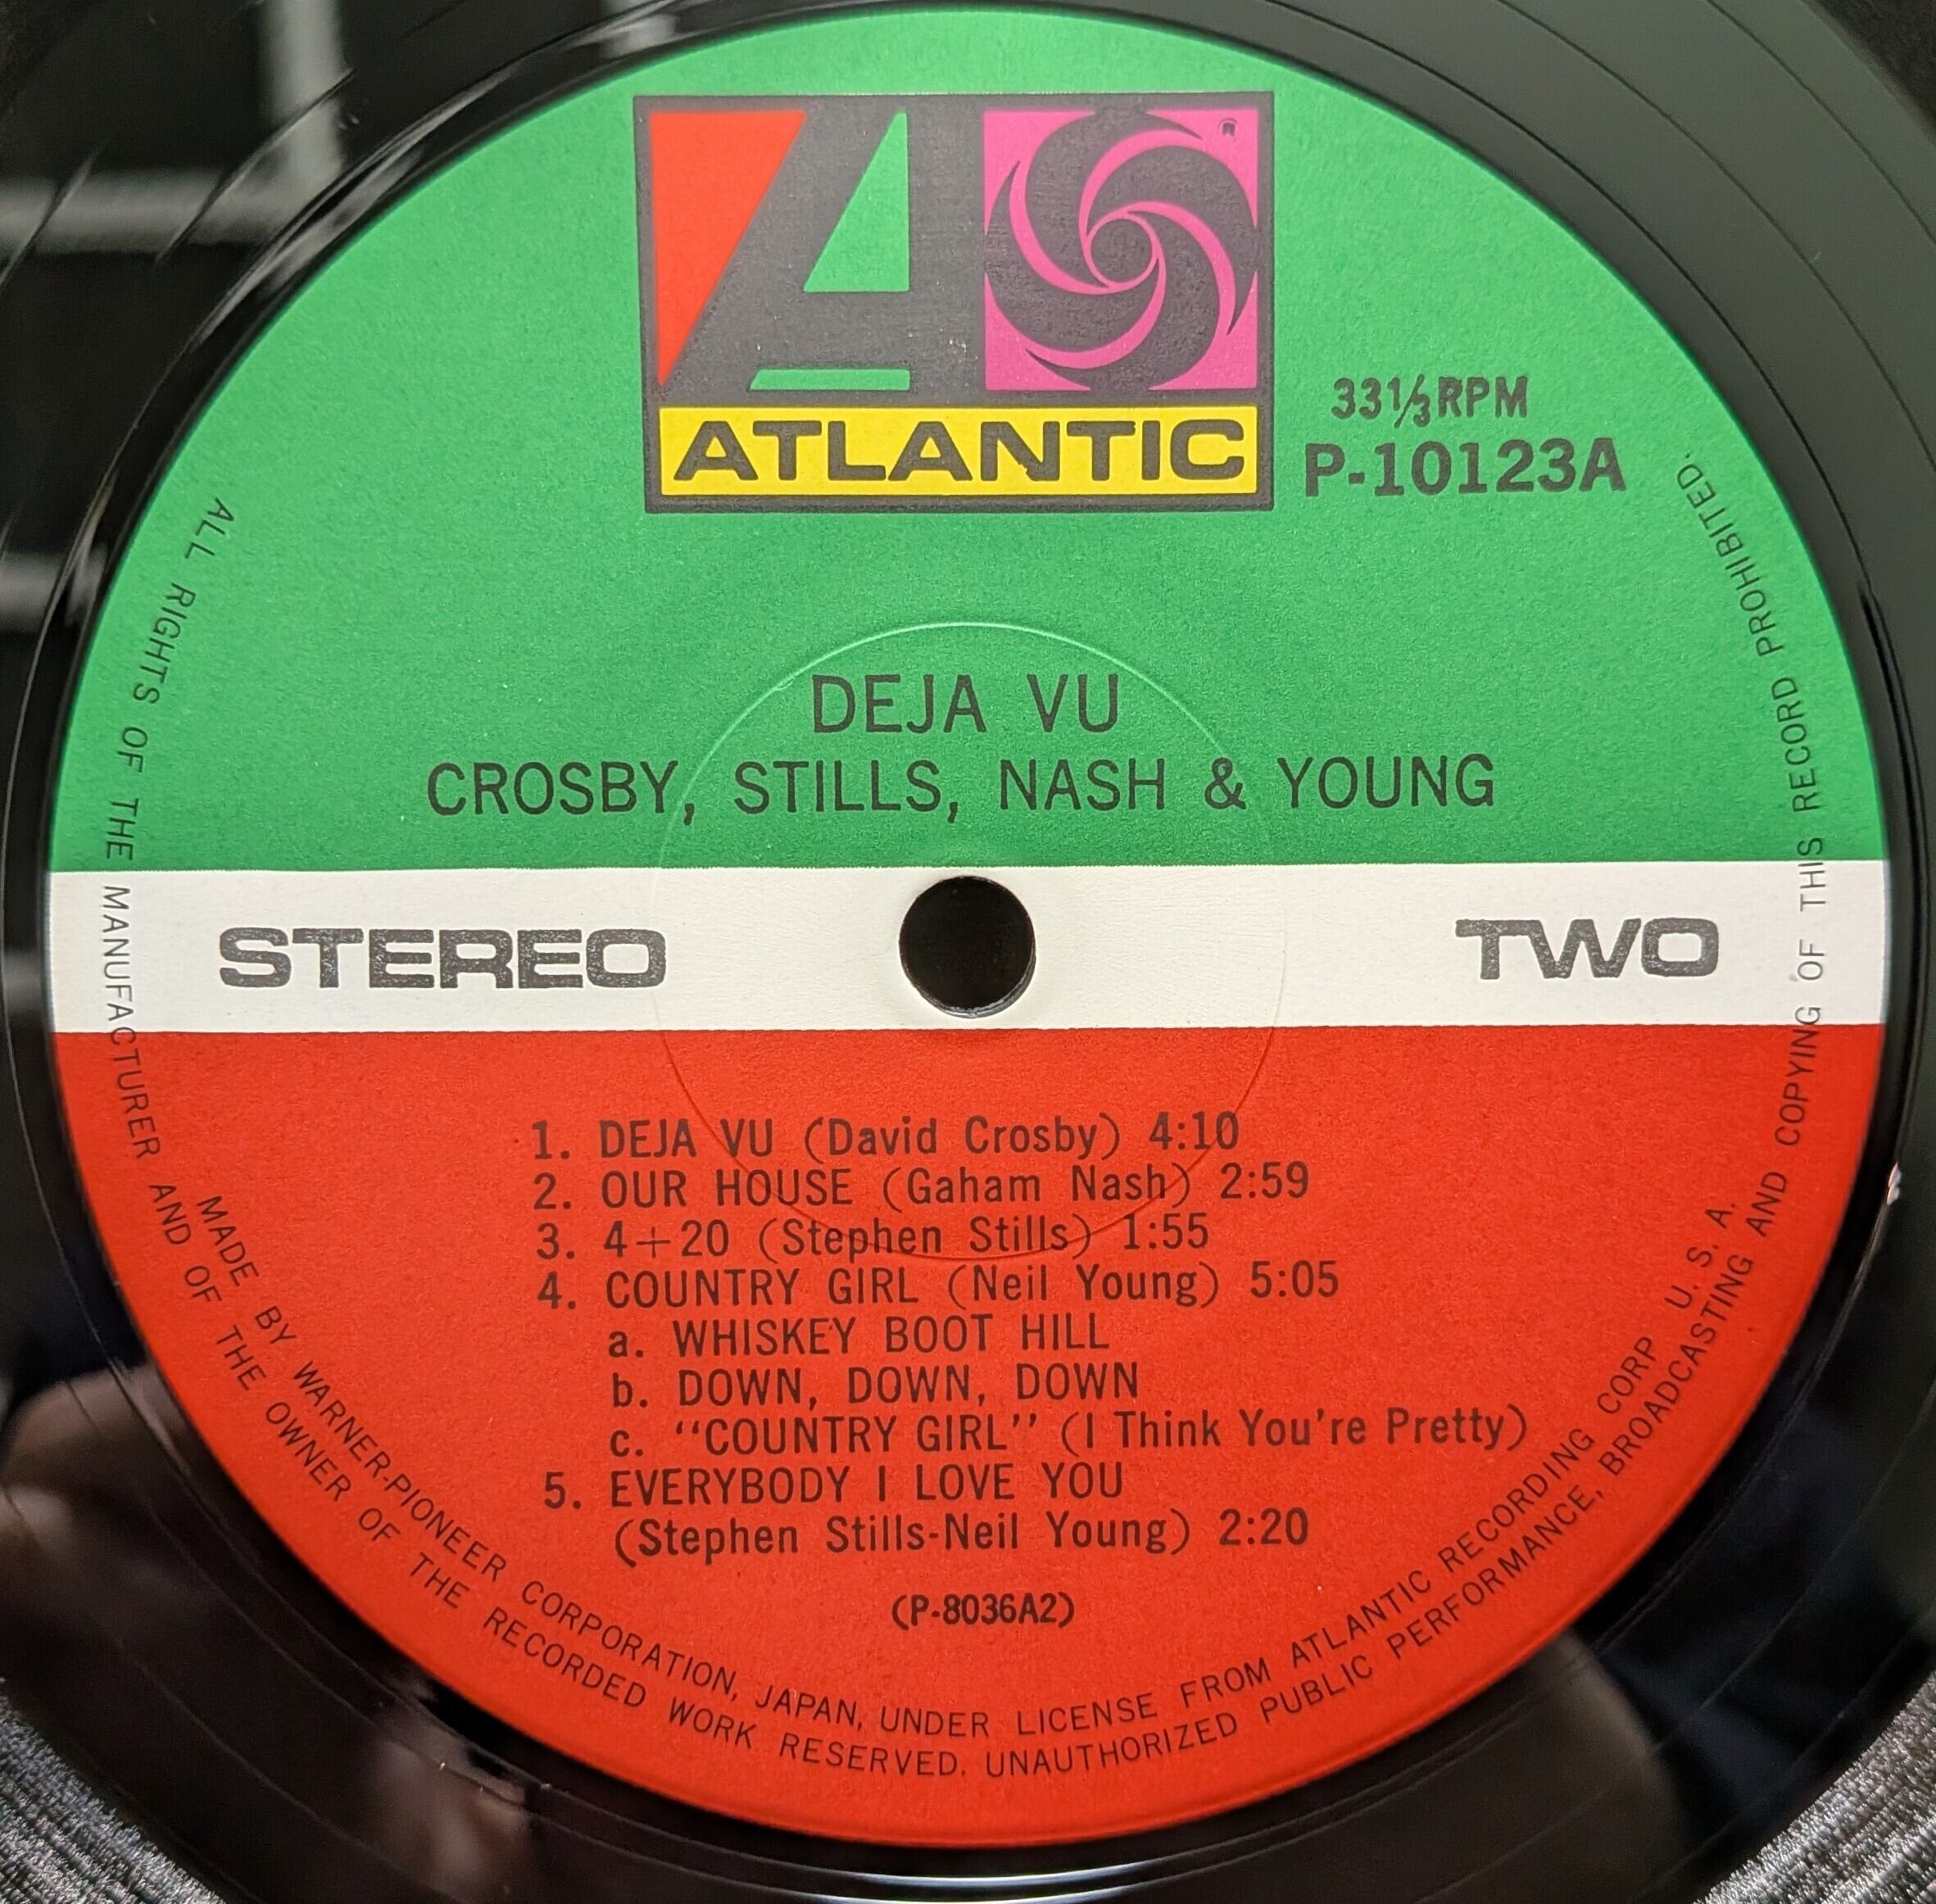 ATLANTIC
33⅓ RPM
P-10123A
DEJA VU
CROSBY, STILLS, NASH & YOUNG
STEREO
TWO
1. DEJA VU (David Crosby) 4:10
2. OUR HOUSE (Gaham Nash) 2:59
3. 4+20 (Stephen Stills) 1:55
4. COUNTRY GIRL (Neil Young) 5:05
a. WHISKEY BOOT HILL
b. DOWN, DOWN, DOWN
c. "COUNTRY GIRL" (I Think You're Pretty)
5. EVERYBODY I LOVE YOU
(Stephen Stills-Neil Young) 2:20
(P-8036A2)
MADE BY WARNER-PIONEER CORPORATION, JAPAN, UNDER LICENSE FROM ATLANTIC RECORDING CORP U. S. A.
ALL RIGHTS OF THE MANUFACTURER AND OF THE OWNER OF THE RECORDED WORK RESERVED. UNAUTHORIZED PUBLIC PERFORMANCE, BROADCASTING AND COPYING OF THIS RECORD PROHIBITED.